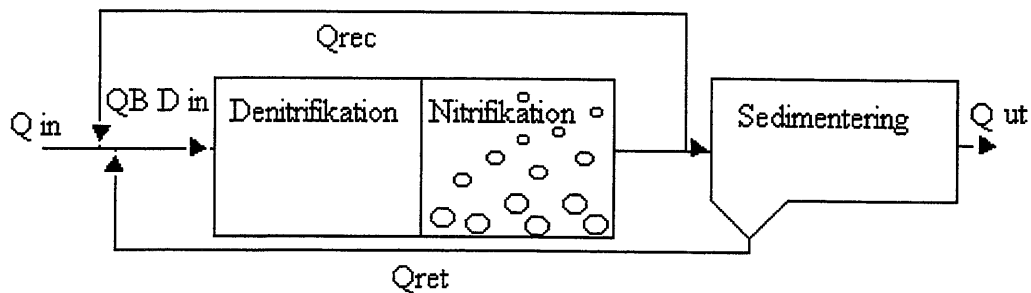 Qrec
QB D in
Q in
Denitrifikation
Nitrifikation
Sedimentering
Q ut
Qret